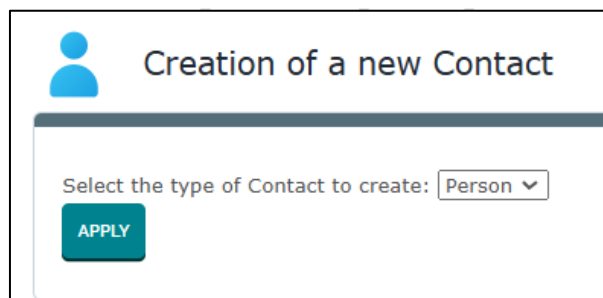 Creation of a new Contact
Select the type of Contact to create: Person
APPLY